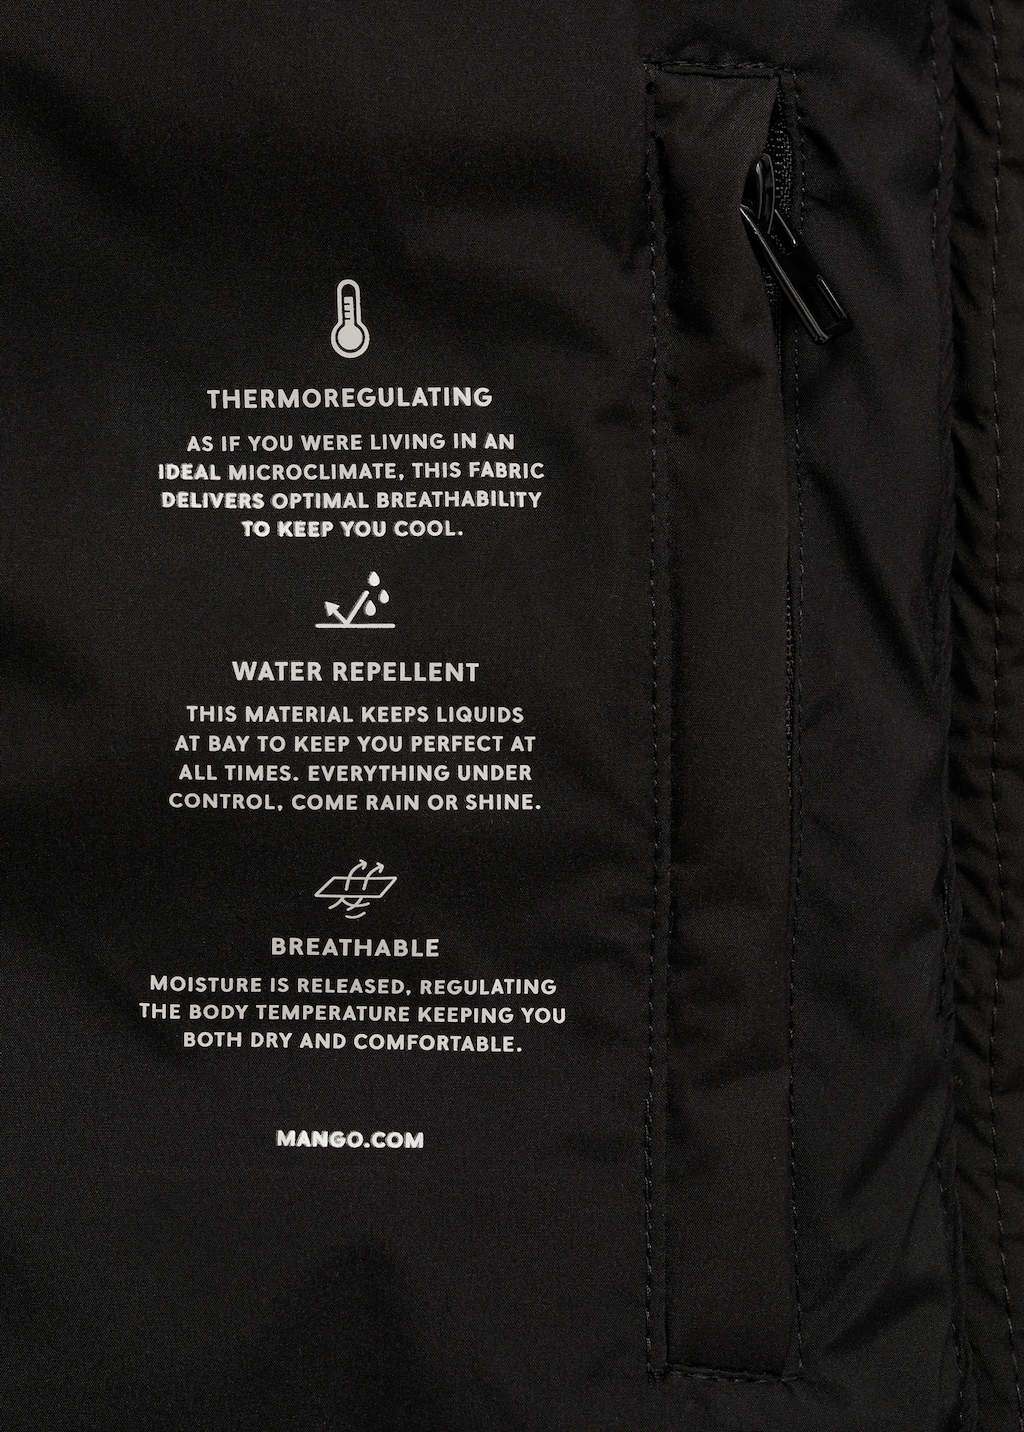 THERMOREGULATING
AS IF YOU WERE LIVING IN AN
IDEAL MICROCLIMATE, THIS FABRIC
DELIVERS OPTIMAL BREATHABILITY
TO KEEP YOU COOL.
WATER REPELLENT
THIS MATERIAL KEEPS LIQUIDS
AT BAY TO KEEP YOU PERFECT AT
ALL TIMES. EVERYTHING UNDER
CONTROL, COME RAIN OR SHINE.
BREATHABLE
MOISTURE IS RELEASED, REGULATING
THE BODY TEMPERATURE KEEPING YOU
BOTH DRY AND COMFORTABLE.
MANGO.COM